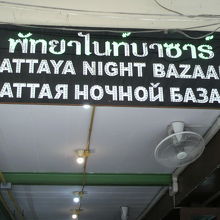 พัทยาไนท์บาซาร์
ATTAYA NIGHT BAZAA
АТТАЯ НОЧНОЙ БАЗА